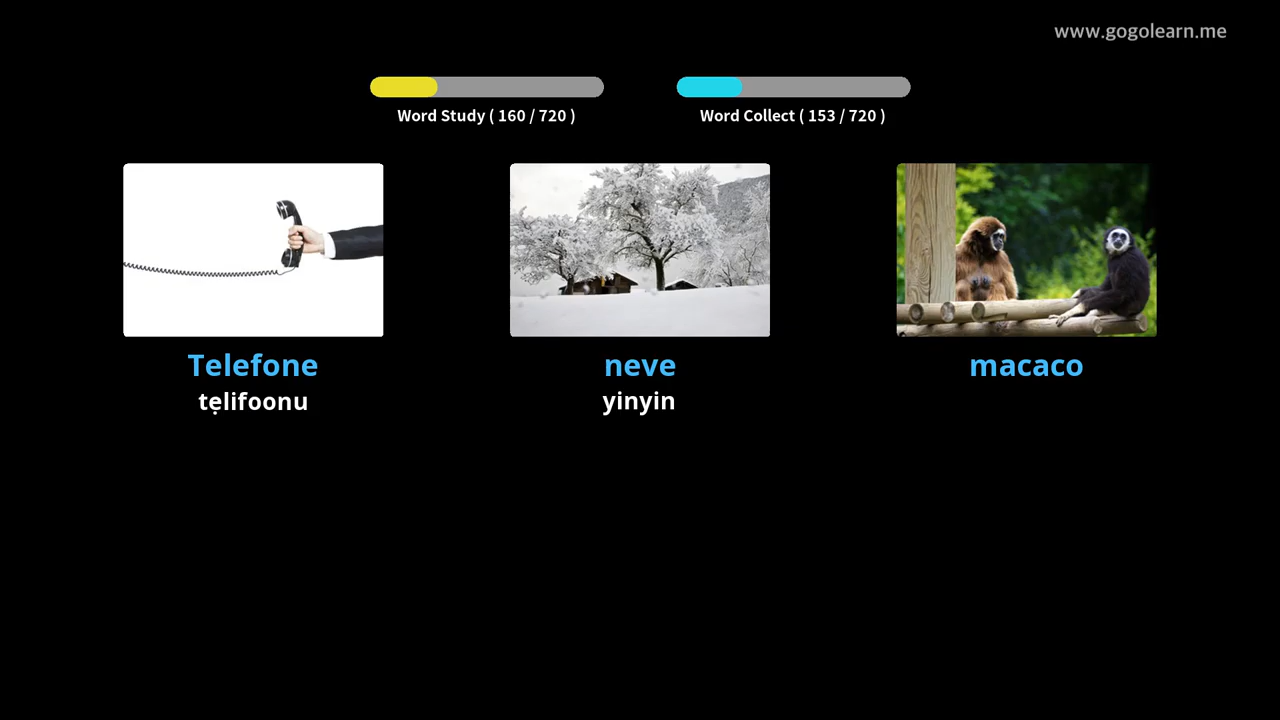 www.gogolearn.me
Word Study ( 160 / 720 )
Word Collect ( 153 / 720 )
Telefone
tẹlifoonu
neve
yinyin
macaco